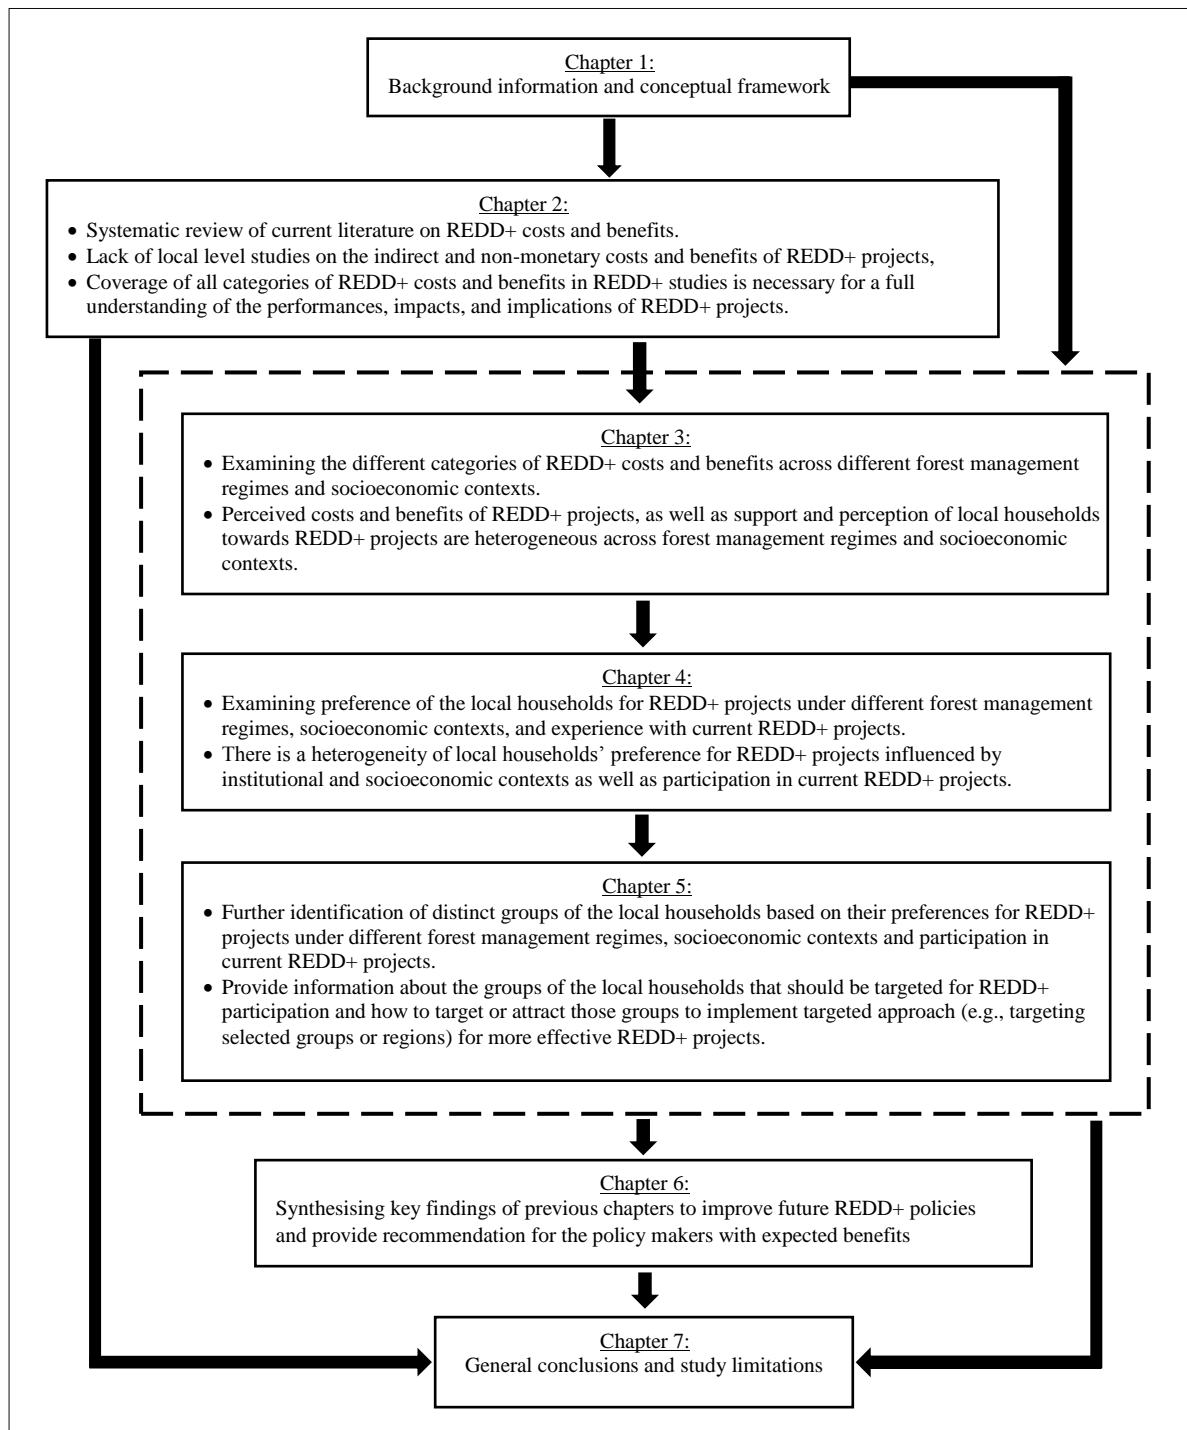 Chapter 1:
Background information and conceptual framework
Chapter 2:
• Systematic review of current literature on REDD+ costs and benefits.
• Lack of local level studies on the indirect and non-monetary costs and benefits of REDD+ projects,
• Coverage of all categories of REDD+ costs and benefits in REDD+ studies is necessary for a full
understanding of the performances, impacts, and implications of REDD+ projects.
Chapter 3:
• Examining the different categories of REDD+ costs and benefits across different forest management
regimes and socioeconomic contexts.
• Perceived costs and benefits of REDD+ projects, as well as support and perception of local households
towards REDD+ projects are heterogeneous across forest management regimes and socioeconomic
contexts.
Chapter 4:
• Examining preference of the local households for REDD+ projects under different forest management
regimes, socioeconomic contexts, and experience with current REDD+ projects.
• There is a heterogeneity of local households’ preference for REDD+ projects influenced by
institutional and socioeconomic contexts as well as participation in current REDD+ projects.
Chapter 5:
• Further identification of distinct groups of the local households based on their preferences for REDD+
projects under different forest management regimes, socioeconomic contexts and participation in
current REDD+ projects.
• Provide information about the groups of the local households that should be targeted for REDD+
participation and how to target or attract those groups to implement targeted approach (e.g., targeting
selected groups or regions) for more effective REDD+ projects.
Chapter 6:
Synthesising key findings of previous chapters to improve future REDD+ policies
and provide recommendation for the policy makers with expected benefits
Chapter 7:
General conclusions and study limitations